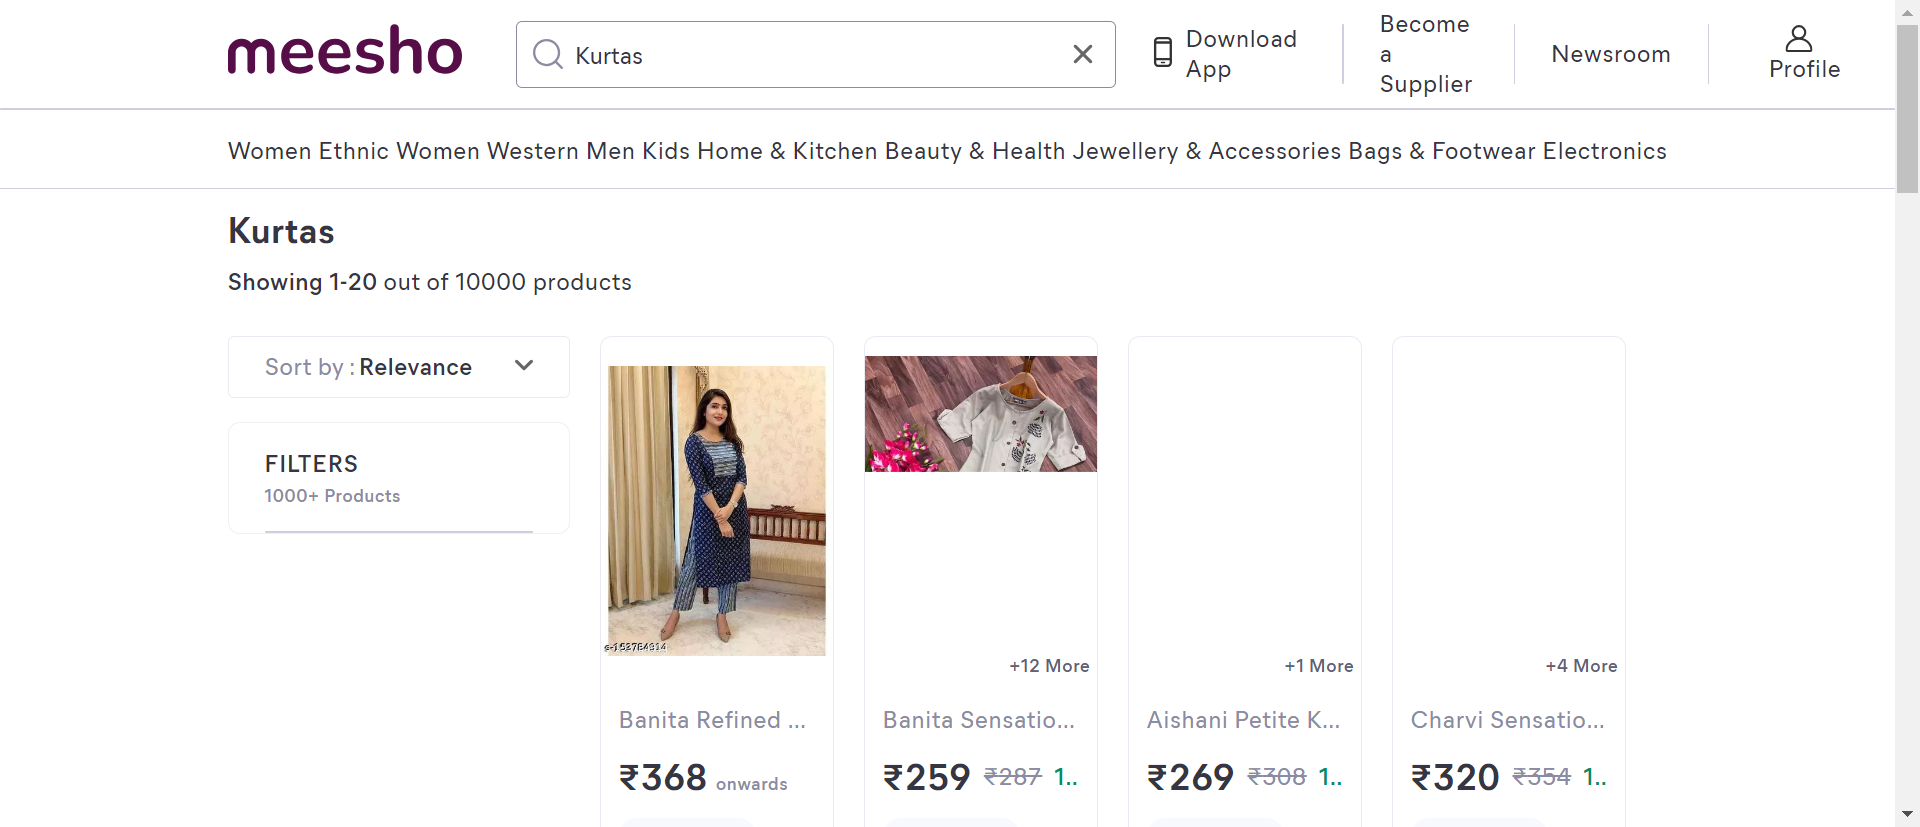 meesho
Kurtas
Download
App
Become
a
Supplier
Newsroom
Profile
Women Ethnic Women Western Men Kids Home & Kitchen Beauty & Health Jewellery & Accessories Bags & Footwear Electronics
Kurtas
Showing 1-20 out of 10000 products
Sort by : Relevance
FILTERS
1000+ Products
+12 More
+1 More
+4 More
Banita Refined ...
Banita Sensatio...
Aishani Petite K...
Charvi Sensatio...
₹368 onwards
₹259 ₹287 1..
₹269 ₹308 1..
₹320 ₹354 1..